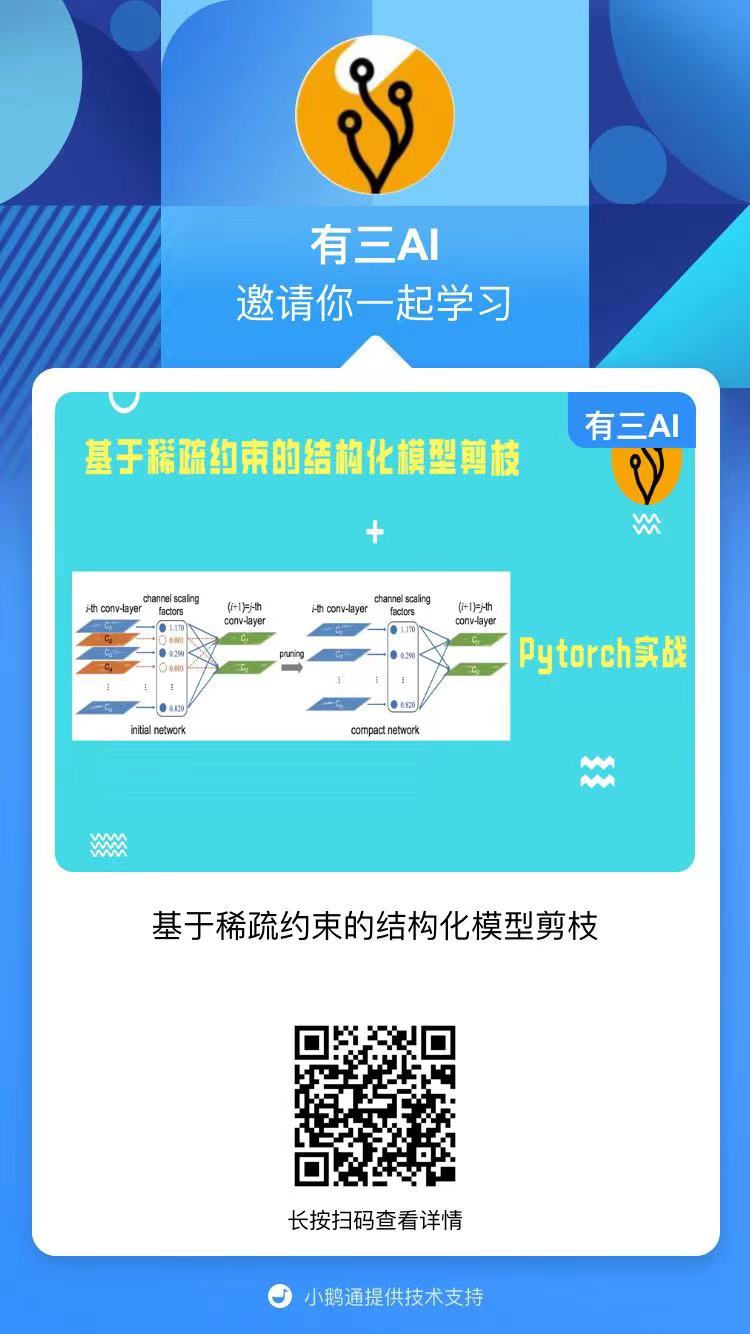 有三AI
邀请你一起学习
有三AI
基于稀疏约束的结构化模型剪枝
i-th conv-layer
channel scaling
factors
(i+1)=j-th
conv-layer
1.170
0.001
0.290
0.003
0.820
initial network
pruning
i-th conv-layer
channel scaling
factors
(i+1)=j-th
conv-layer
1.170
0.290
0.820
compact network
Pytorch实战
基于稀疏约束的结构化模型剪枝
长按扫码查看详情
小鹅通提供技术支持